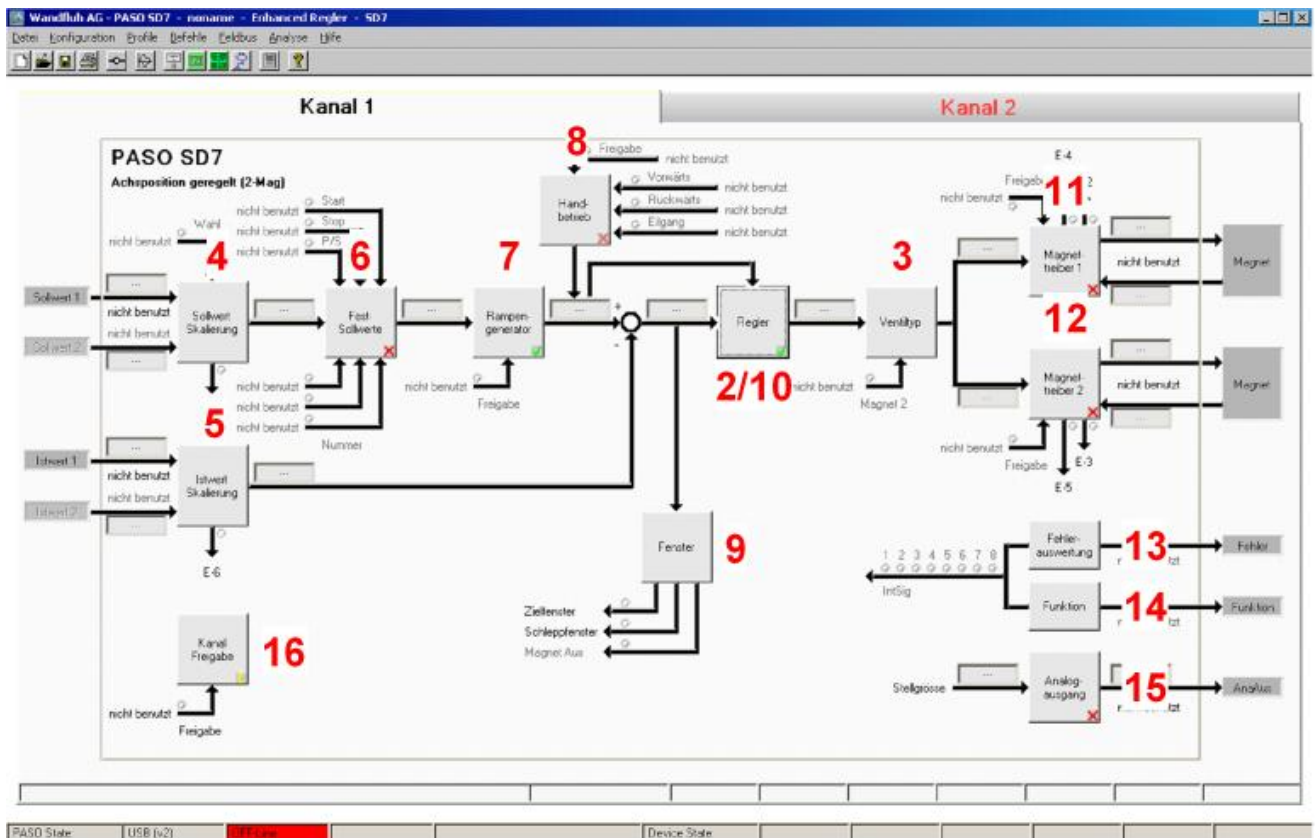 Wandfluh AG - PASO SD7 - noname - Enhanced Regler - SD7
Datei Konfiguration Profile Befehle Feldbus Analyse Hilfe
Kanal 1
Kanal 2
PASO SD7
Achsposition geregelt (2-Mag)
8
Freigabe
nicht benutzt
Vorwärts
nicht benutzt
Rückwärts
nicht benutzt
Eilgang
nicht benutzt
Hand-
betrieb
E-4
Freigabe
11
2
nicht benutzt
Start
nicht benutzt
Stop
nicht benutzt
P/S
nicht benutzt
Wahl
nicht benutzt
4
6
7
3
...
Sollwert 1
nicht benutzt
nicht benutzt
Sollwert 2
...
Sollwert
Skalierung
...
Fest-
Sollwerte
...
Rampen-
generator
...
+
-
...
Regler
...
Ventiltyp
...
Magnet-
treiber 1
...
nicht benutzt
...
Magnet
12
5
nicht benutzt
nicht benutzt
nicht benutzt
Nummer
nicht benutzt
Freigabe
2/10
nicht benutzt
Magnet 2
...
Magnet-
treiber 2
...
nicht benutzt
...
Magnet
nicht benutzt
Freigabe
E-3
E-5
...
Istwert 1
nicht benutzt
nicht benutzt
Istwert 2
...
Istwert
Skalierung
...
E-6
Fenster
9
Zielfenster
Schleppfenster
Magnet Aus
1 2 3 4 5 6 7 8
IntSig
Fehler-
auswertung
13
Fehler
Funktion
14
Funktion
Kanal
Freigabe
16
nicht benutzt
Freigabe
Stellgrösse
...
Analog-
ausgang
15
AnaAus
PASO State:
USB (v2)
OFF-Line
Device State